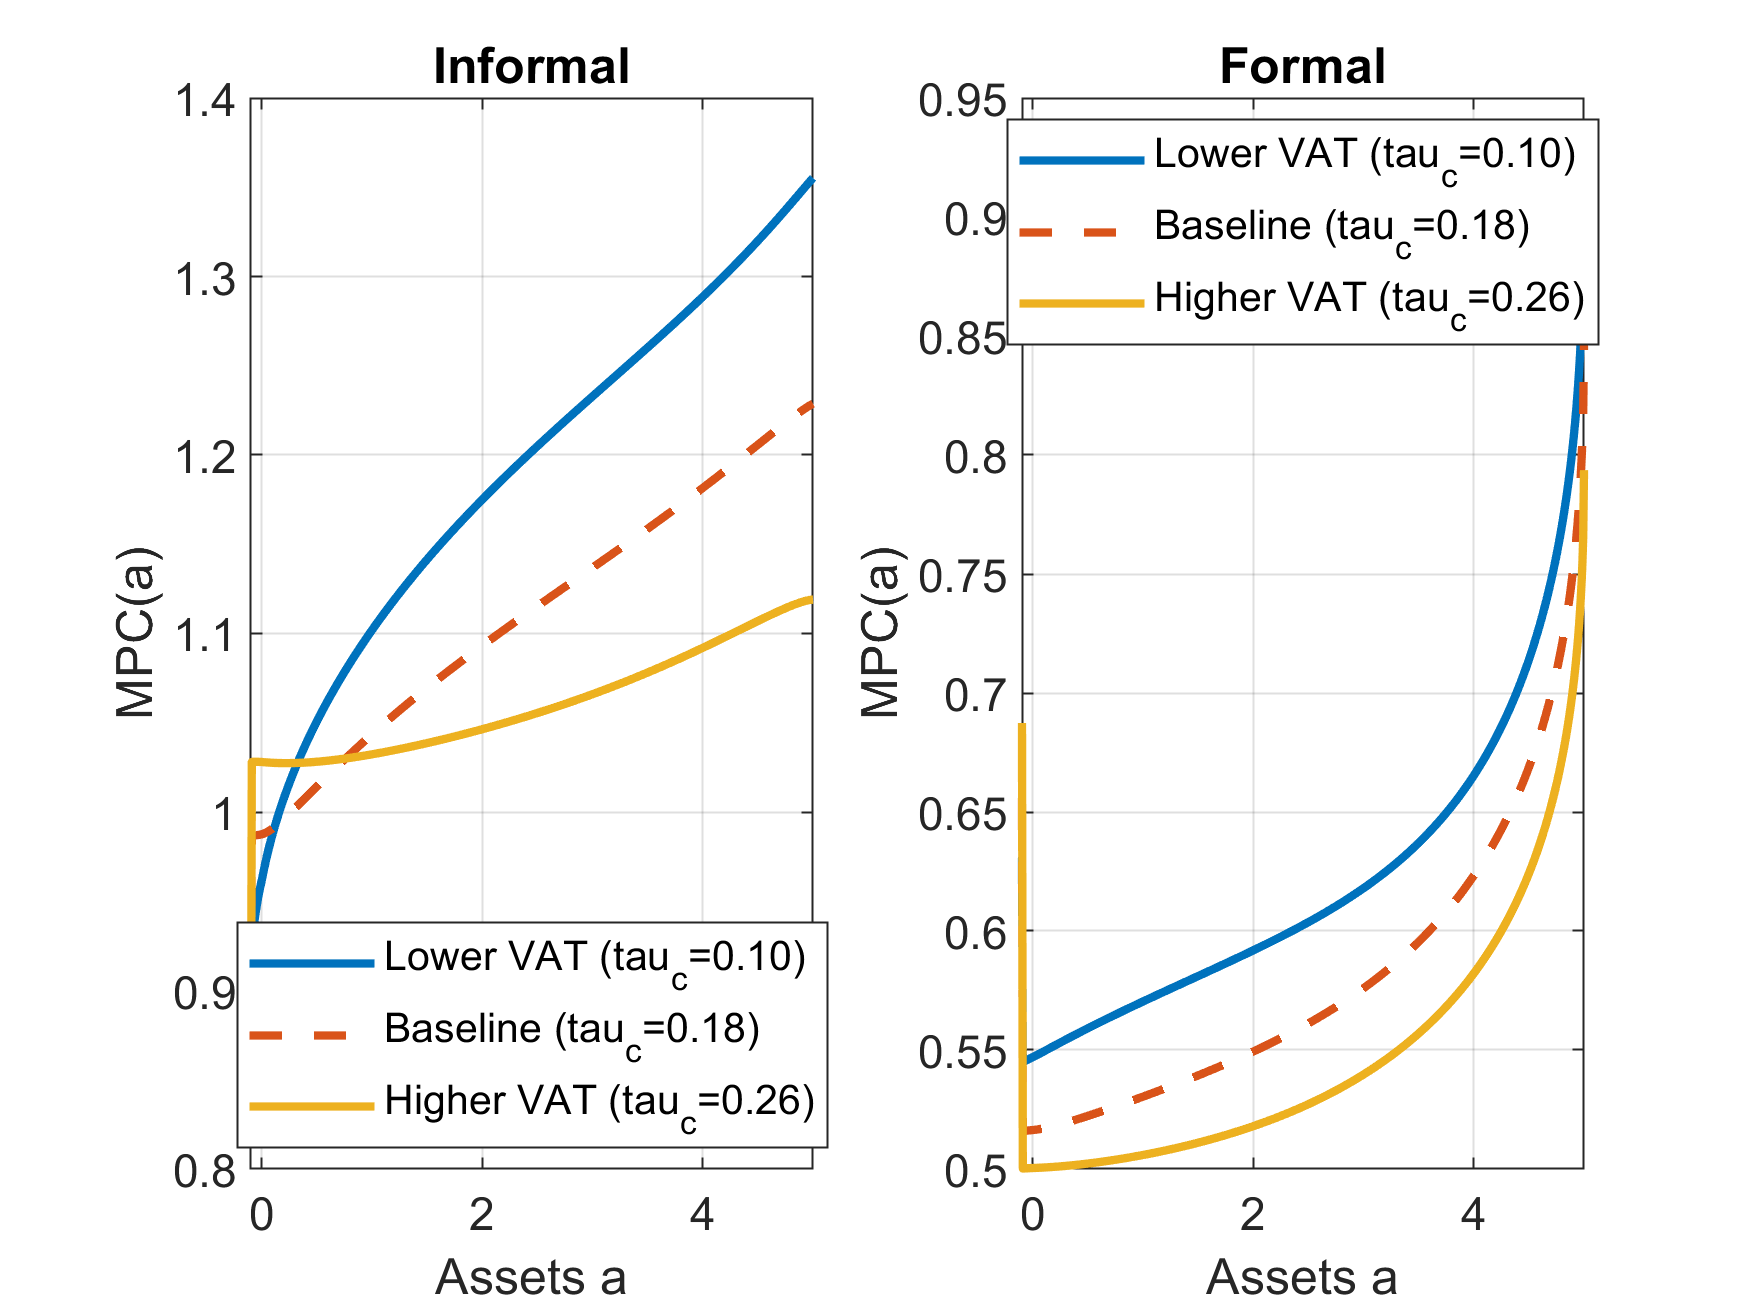 Informal
1.4
1.3
1.2
1.1
1
0.9
0.8
MPC(a)
0
2
4
Assets a
Lower VAT (tau_c=0.10)
Baseline (tau_c=0.18)
Higher VAT (tau_c=0.26)
Formal
0.95
0.9
0.85
0.8
0.75
0.7
0.65
0.6
0.55
0.5
MPC(a)
0
2
4
Assets a
Lower VAT (tau_c=0.10)
Baseline (tau_c=0.18)
Higher VAT (tau_c=0.26)